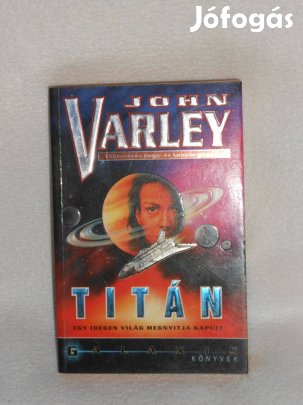 Jófogás
JOHN
VARLEY
TITÁN
EGY IDEGEN VILÁG MEGNYITJA KAPUIT
GALAXIS
KÖNYVEK